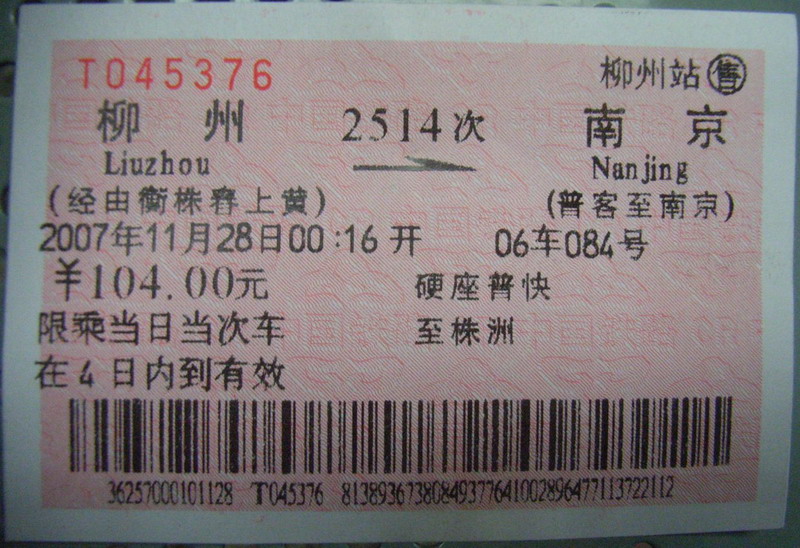 T045376 柳州站 售
柳州 2514次 南京
Liuzhou Nanjing
(经由衡株醴上黄) (普客至南京)
2007年11月28日00:16开 06车084号
￥104.00元 硬座普快
限乘当日当次车 至株洲
在4日内到有效
36257000101128 T045376 81389367380849377641002896477113722112